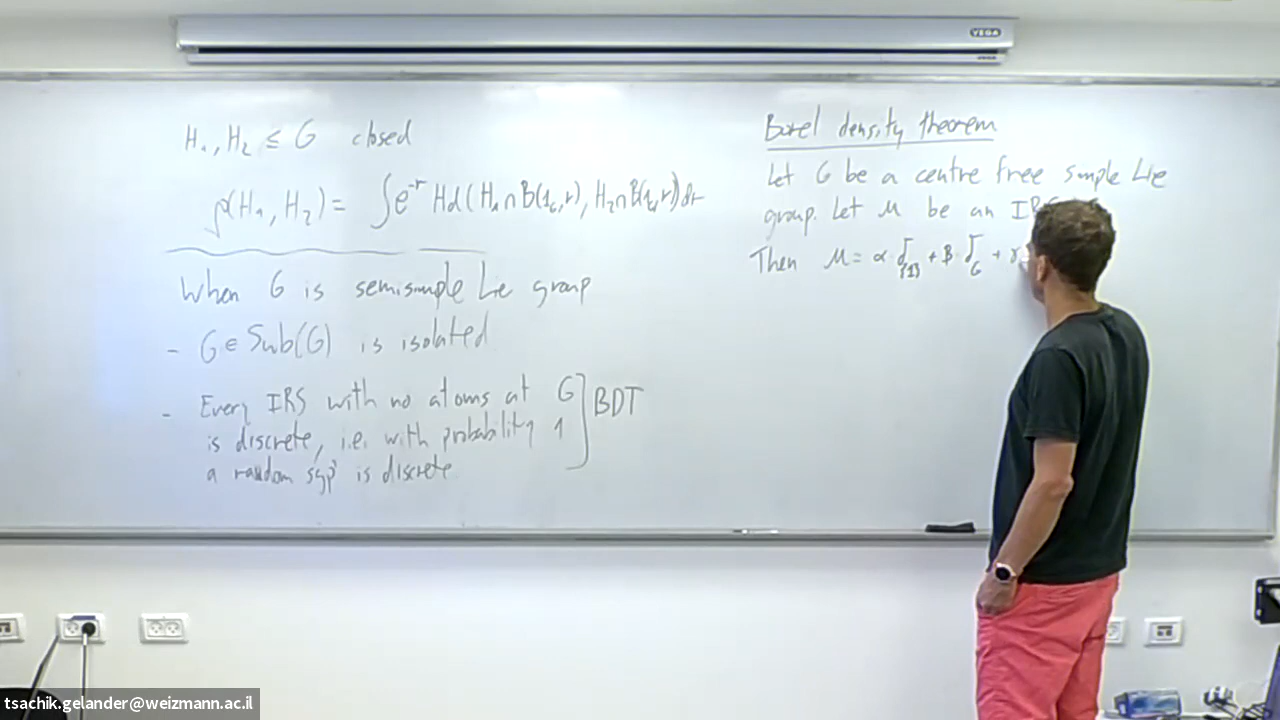 VEGA
H₁, H₂ ≤ G closed
ρ(H₁, H₂) = ∫e⁻ʳ Hd(H₁∩B(1_G,r), H₂∩B(1_G,r))dr
When G is semisimple Lie group
- G ∈ Sub(G) is isolated
- Every IRS with no atoms at G
is discrete, i.e. with probability 1
a random sgp is discrete
] BDT
Borel density theorem
Let G be a centre free simple Lie
group. Let μ be an IRS
Then μ = α δ_{1} + β δ_G + γ
tsachik.gelander@weizmann.ac.il